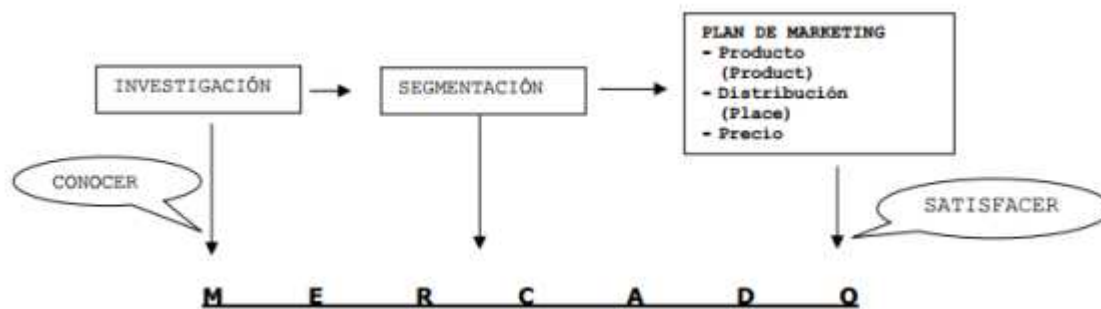 PLAN DE MARKETING
- Producto
(Product)
- Distribución
(Place)
- Precio
INVESTIGACIÓN
SEGMENTACIÓN
CONOCER
SATISFACER
M E R C A D O